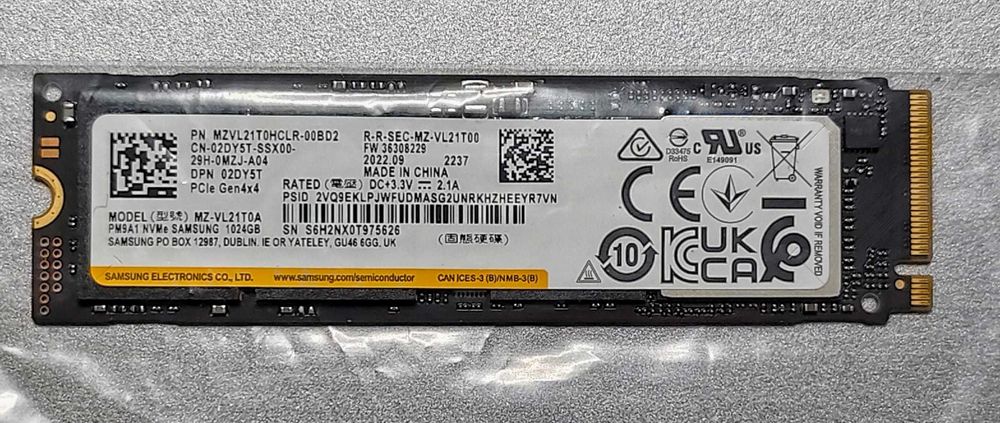 PN MZVL21T0HCLR-00BD2
CN-02DY5T-SSX00-
29H-0MZJ-A04
DPN 02DY5T
PCIe Gen4x4
R-R-SEC-MZ-VL21T00
FW 36308229
2022.09 2237
MADE IN CHINA
RATED (電壓) DC+3.3V 2.1A
PSID 2VQ9EKLPJWFUDMASG2UNRKHZHEEYR7VN
MODEL (型號) MZ-VL21T0A
PM9A1 NVMe SAMSUNG 1024GB
SAMSUNG PO BOX 12987, DUBLIN. IE OR YATELEY, GU46 6GG. UK
S/N: S6H2NX0T975626
(固態硬碟)
SAMSUNG ELECTRONICS CO., LTD.
www.samsung.com/semiconductor
CAN ICES-3 (B)/NMB-3(B)
D33475
RoHS
c RU US
E149091
CE
10
KC
UK
CA
WARRANTY VOID IF REMOVED